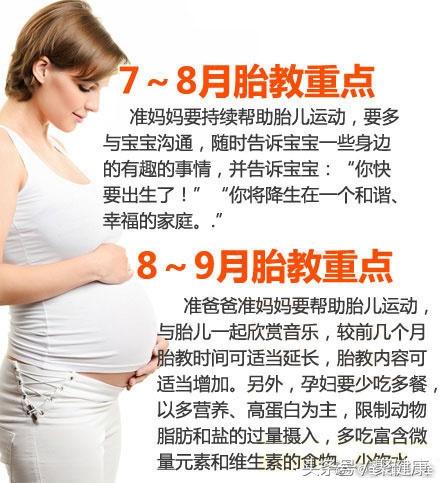 7～8月胎教重点
准妈妈要持续帮助胎儿运动，要多
与宝宝沟通，随时告诉宝宝一些身边
的有趣的事情，并告诉宝宝：“你快
要出生了！”“你将降生在一个和谐、
幸福的家庭。.”
8～9月胎教重点
准爸爸准妈妈要帮助胎儿运动，
与胎儿一起欣赏音乐，较前几个月
胎教时间可适当延长，胎教内容可
适当增加。另外，孕妇要少吃多餐，
以多营养、高蛋白为主，限制动物
脂肪和盐的过量摄入，多吃富含微
量元素和维生素的食物，少饮水
头条号 健康